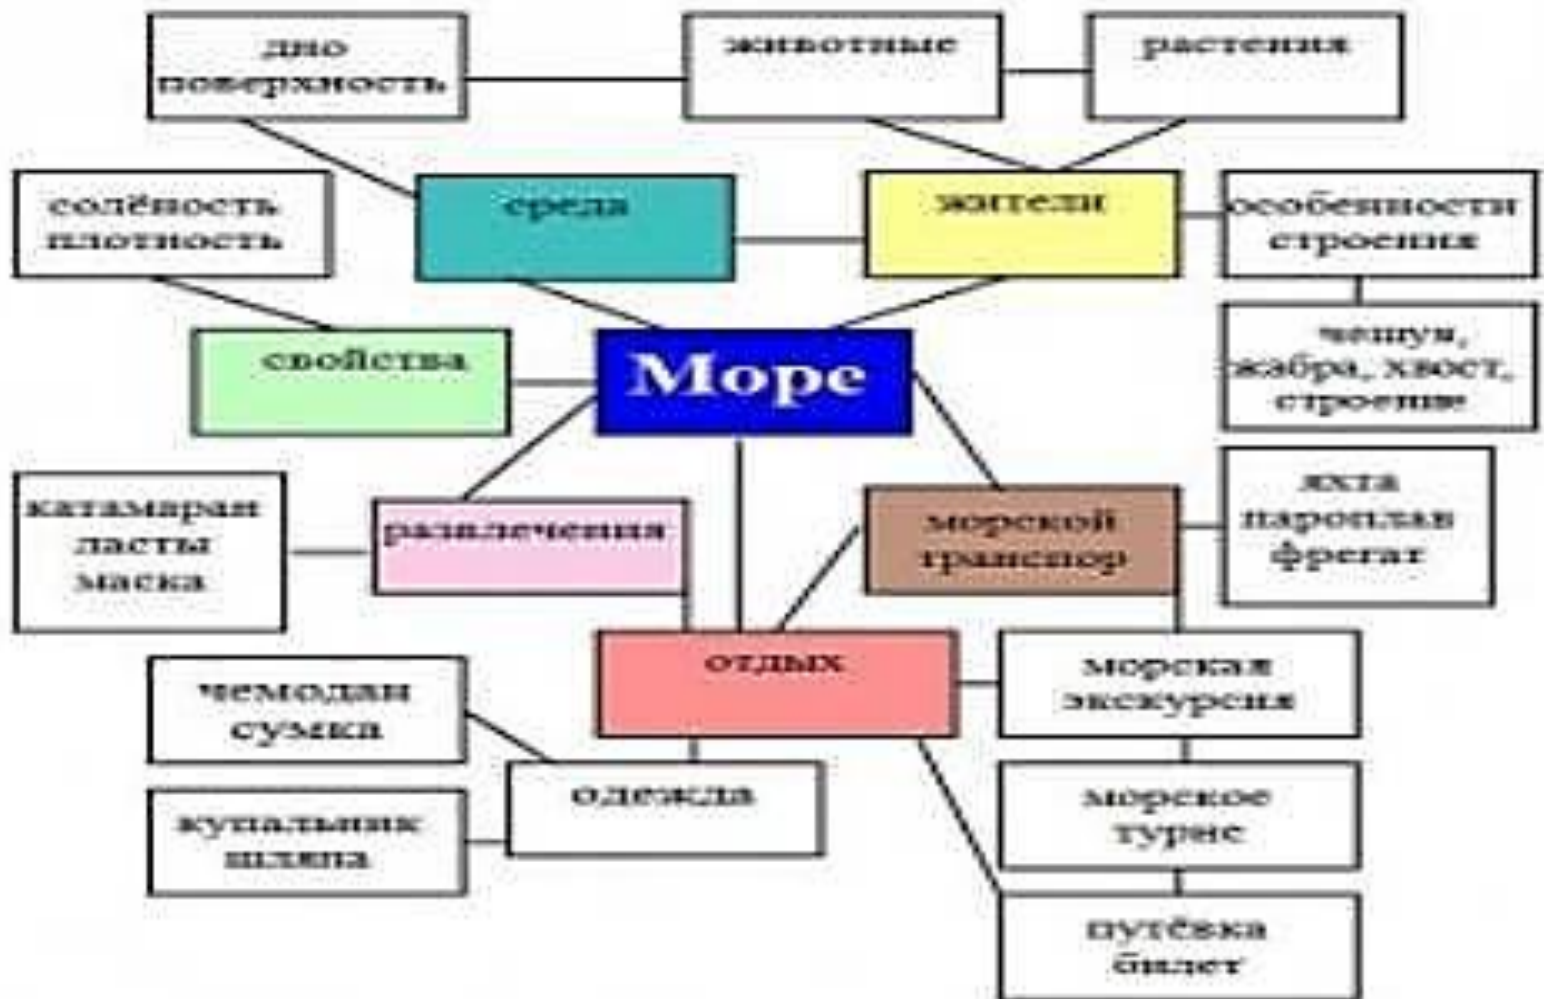 дно
поверхность
животные
растения
солёность
плотность
среда
жители
особенности
строения
свойства
Море
чешуя,
жабра, хвост,
строение
катамаран
ласты
маска
развлечения
морской
транспор
яхта
пароплав
фрегат
отдых
морская
экскурсия
чемодан
сумка
одежда
морское
турне
купальник
шляпа
путёвка
билет